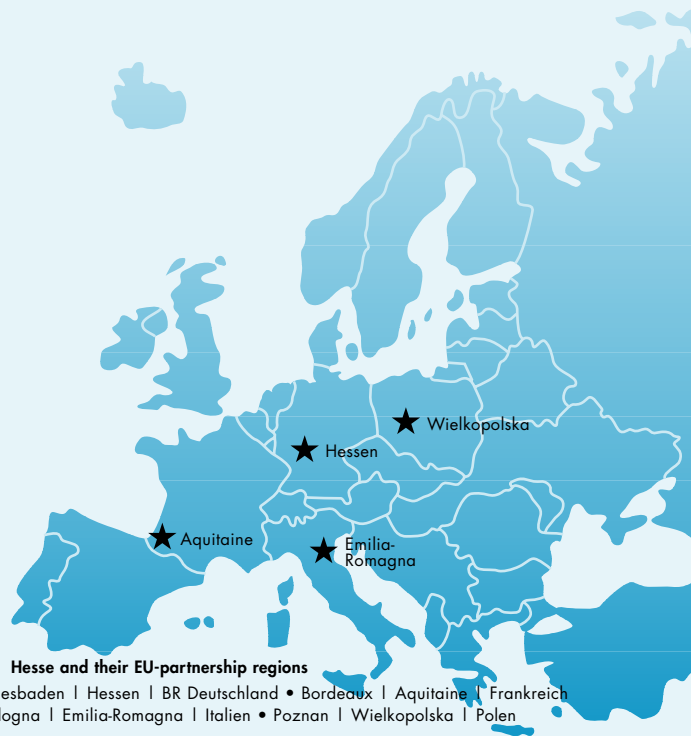 Wielkopolska
Hessen
Aquitaine
Emilia-
Romagna
Hesse and their EU-partnership regions
esbaden | Hessen | BR Deutschland • Bordeaux | Aquitaine | Frankreich
logna | Emilia-Romagna | Italien • Poznan | Wielkopolska | Polen